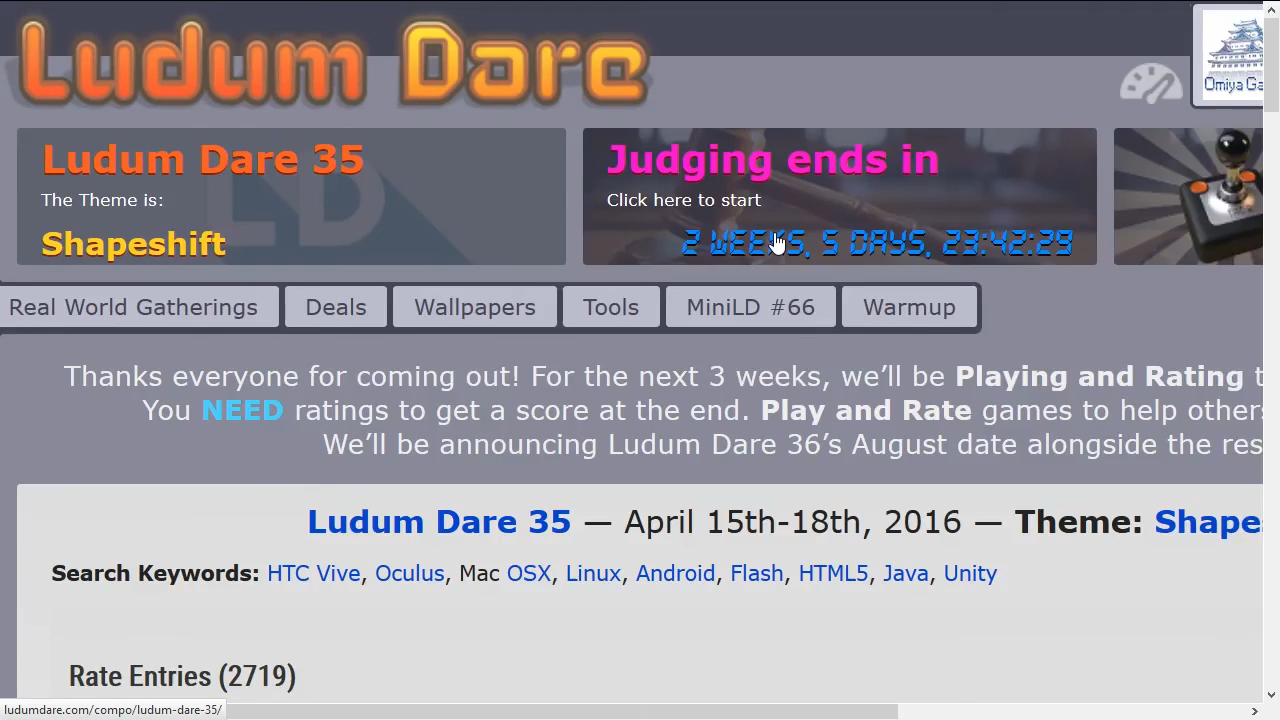 Ludum Dare
Omiya Ga
Ludum Dare 35
The Theme is:
Shapeshift
Judging ends in
Click here to start
2 WEEKS, 5 DAYS, 23:42:29
Real World Gatherings
Deals
Wallpapers
Tools
MiniLD #66
Warmup
Thanks everyone for coming out! For the next 3 weeks, we’ll be Playing and Rating t
You NEED ratings to get a score at the end. Play and Rate games to help others
We’ll be announcing Ludum Dare 36’s August date alongside the res
Ludum Dare 35 — April 15th-18th, 2016 — Theme: Shapes
Search Keywords: HTC Vive, Oculus, Mac OSX, Linux, Android, Flash, HTML5, Java, Unity
Rate Entries (2719)
ludumdare.com/compo/ludum-dare-35/